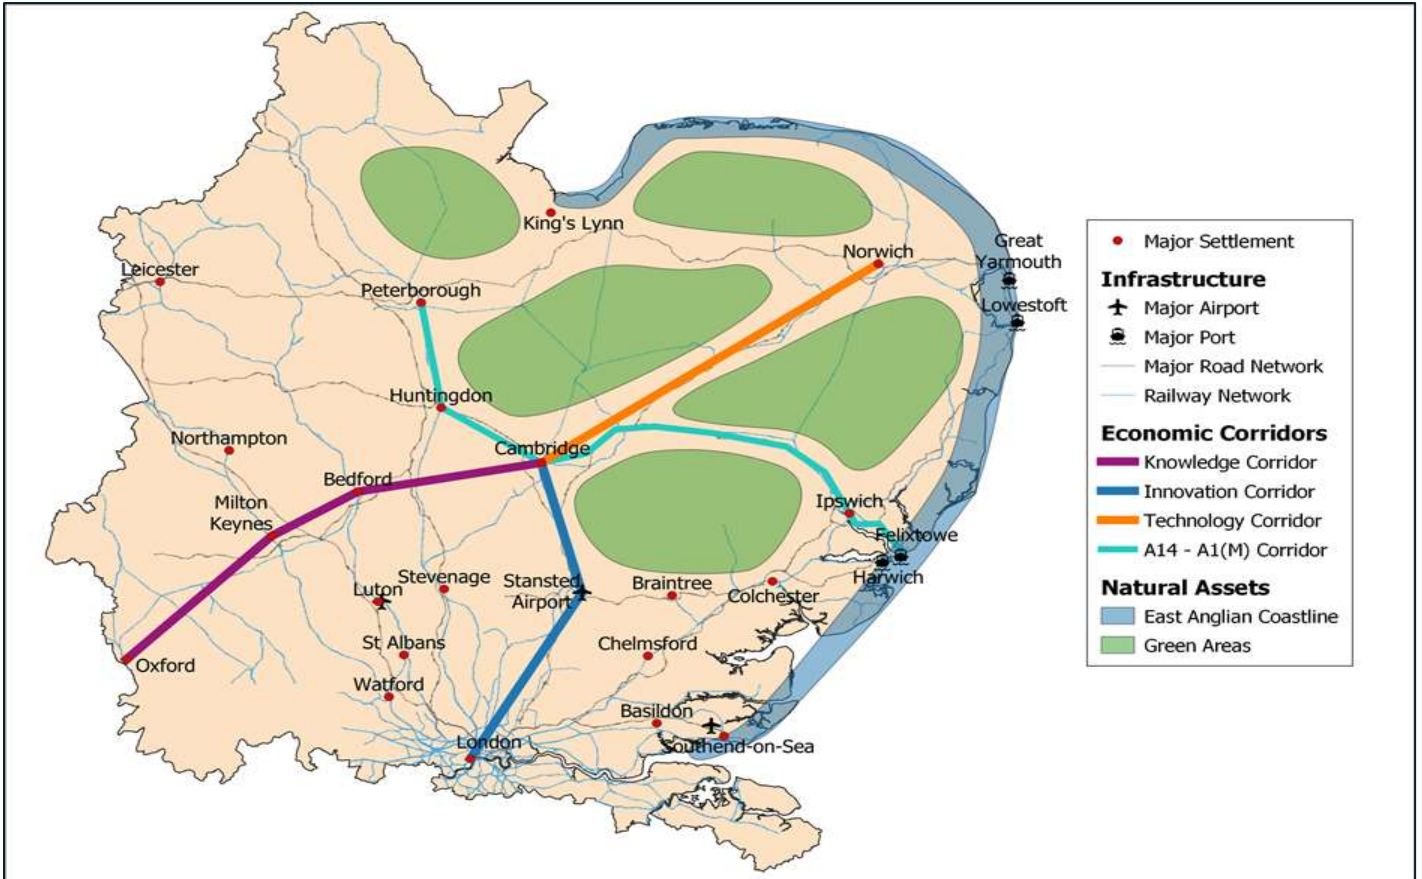 King's Lynn
Great
Yarmouth
Norwich
Leicester
Peterborough
Lowestoft
Huntingdon
Northampton
Cambridge
Bedford
Milton
Keynes
Ipswich
Felixtowe
Harwich
Luton
Stevenage
Stansted
Airport
Braintree
Colchester
St Albans
Chelmsford
Oxford
Watford
Basildon
London
Southend-on-Sea
Major Settlement
Infrastructure
Major Airport
Major Port
Major Road Network
Railway Network
Economic Corridors
Knowledge Corridor
Innovation Corridor
Technology Corridor
A14 - A1(M) Corridor
Natural Assets
East Anglian Coastline
Green Areas